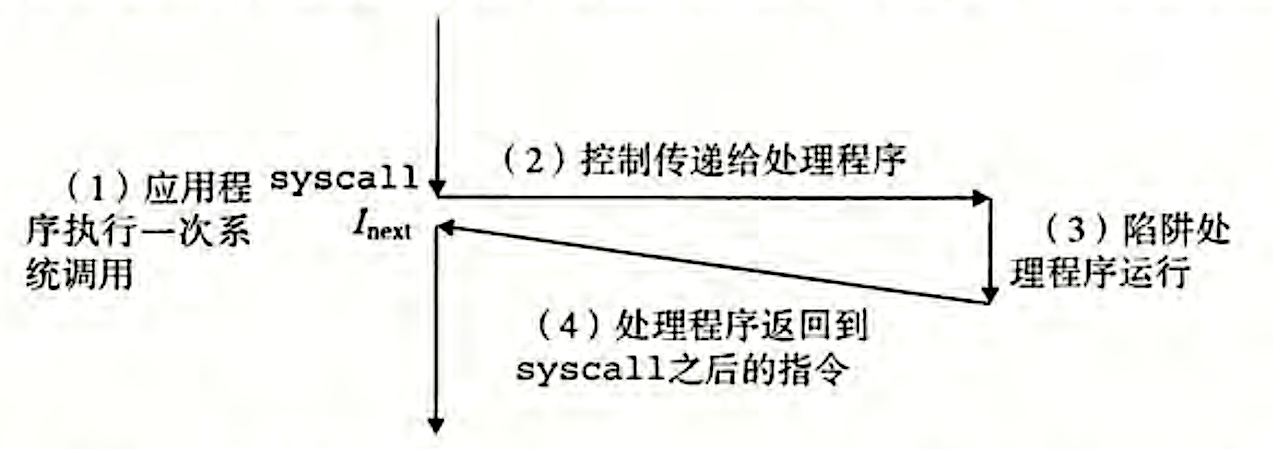 (2)控制传递给处理程序
(1)应用程
序执行一次系
统调用
syscall
Inext
(3)陷阱处
理程序运行
(4)处理程序返回到
syscall之后的指令